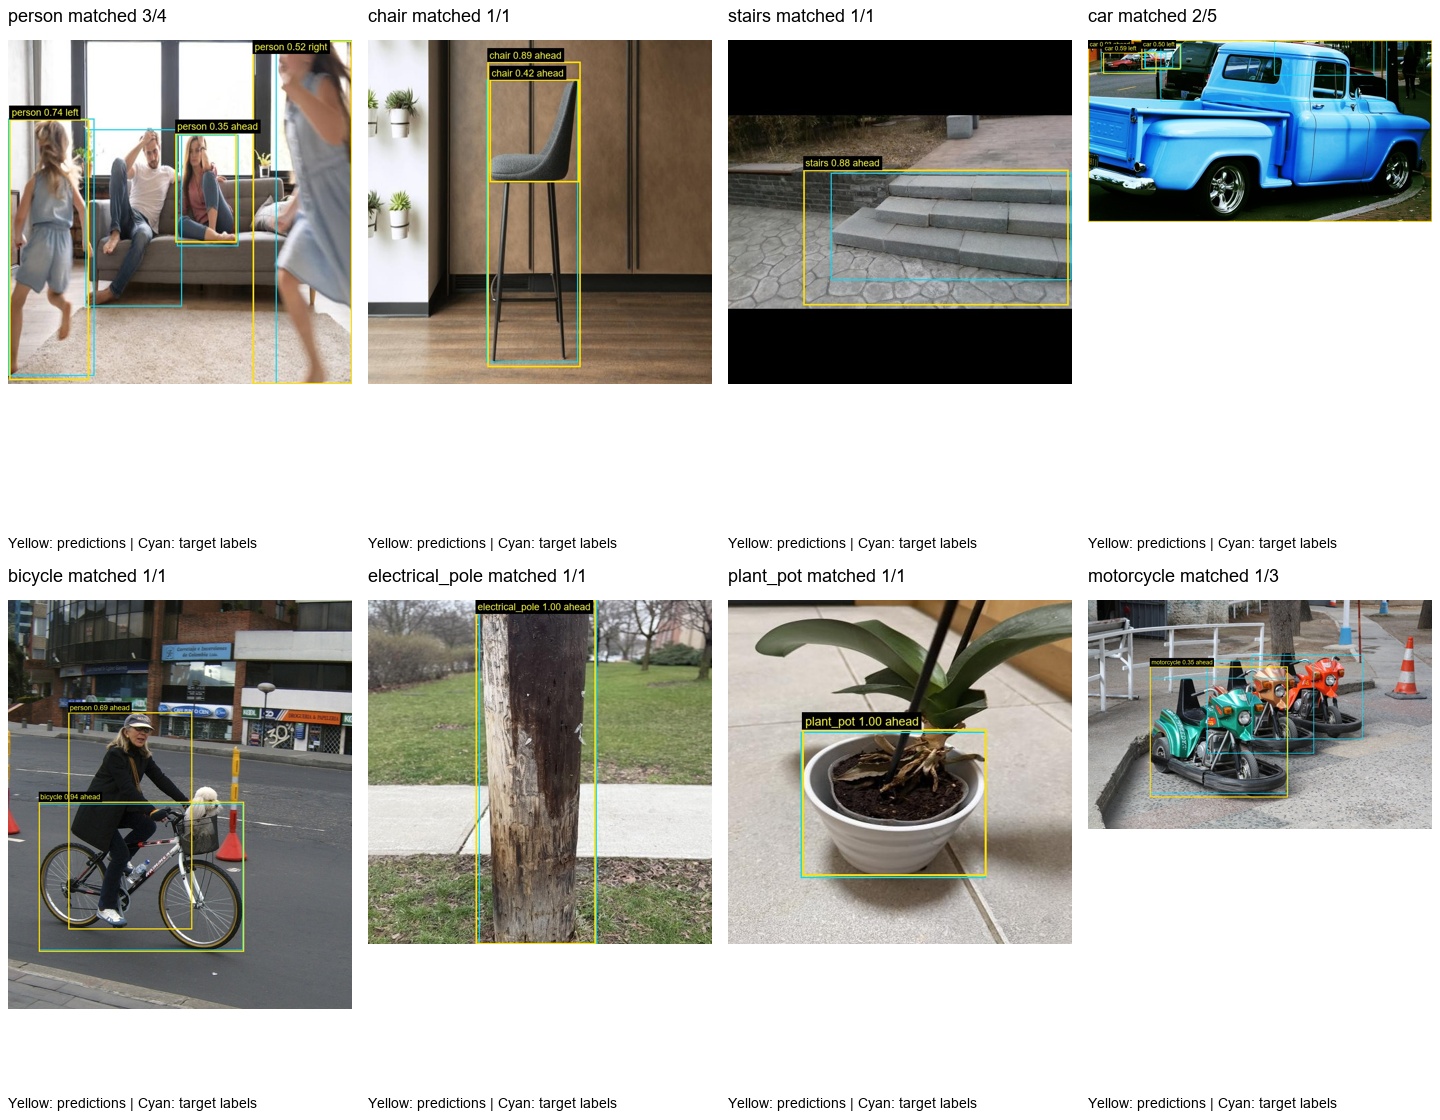 person matched 3/4
chair matched 1/1
stairs matched 1/1
car matched 2/5
person 0.52 right
person 0.74 left
person 0.35 ahead
chair 0.89 ahead
chair 0.42 ahead
stairs 0.88 ahead
car 0.59 left
car 0.50 left
Yellow: predictions | Cyan: target labels
Yellow: predictions | Cyan: target labels
Yellow: predictions | Cyan: target labels
Yellow: predictions | Cyan: target labels
bicycle matched 1/1
electrical_pole matched 1/1
plant_pot matched 1/1
motorcycle matched 1/3
person 0.69 ahead
bicycle 0.94 ahead
electrical_pole 1.00 ahead
plant_pot 1.00 ahead
motorcycle 0.35 ahead
Yellow: predictions | Cyan: target labels
Yellow: predictions | Cyan: target labels
Yellow: predictions | Cyan: target labels
Yellow: predictions | Cyan: target labels